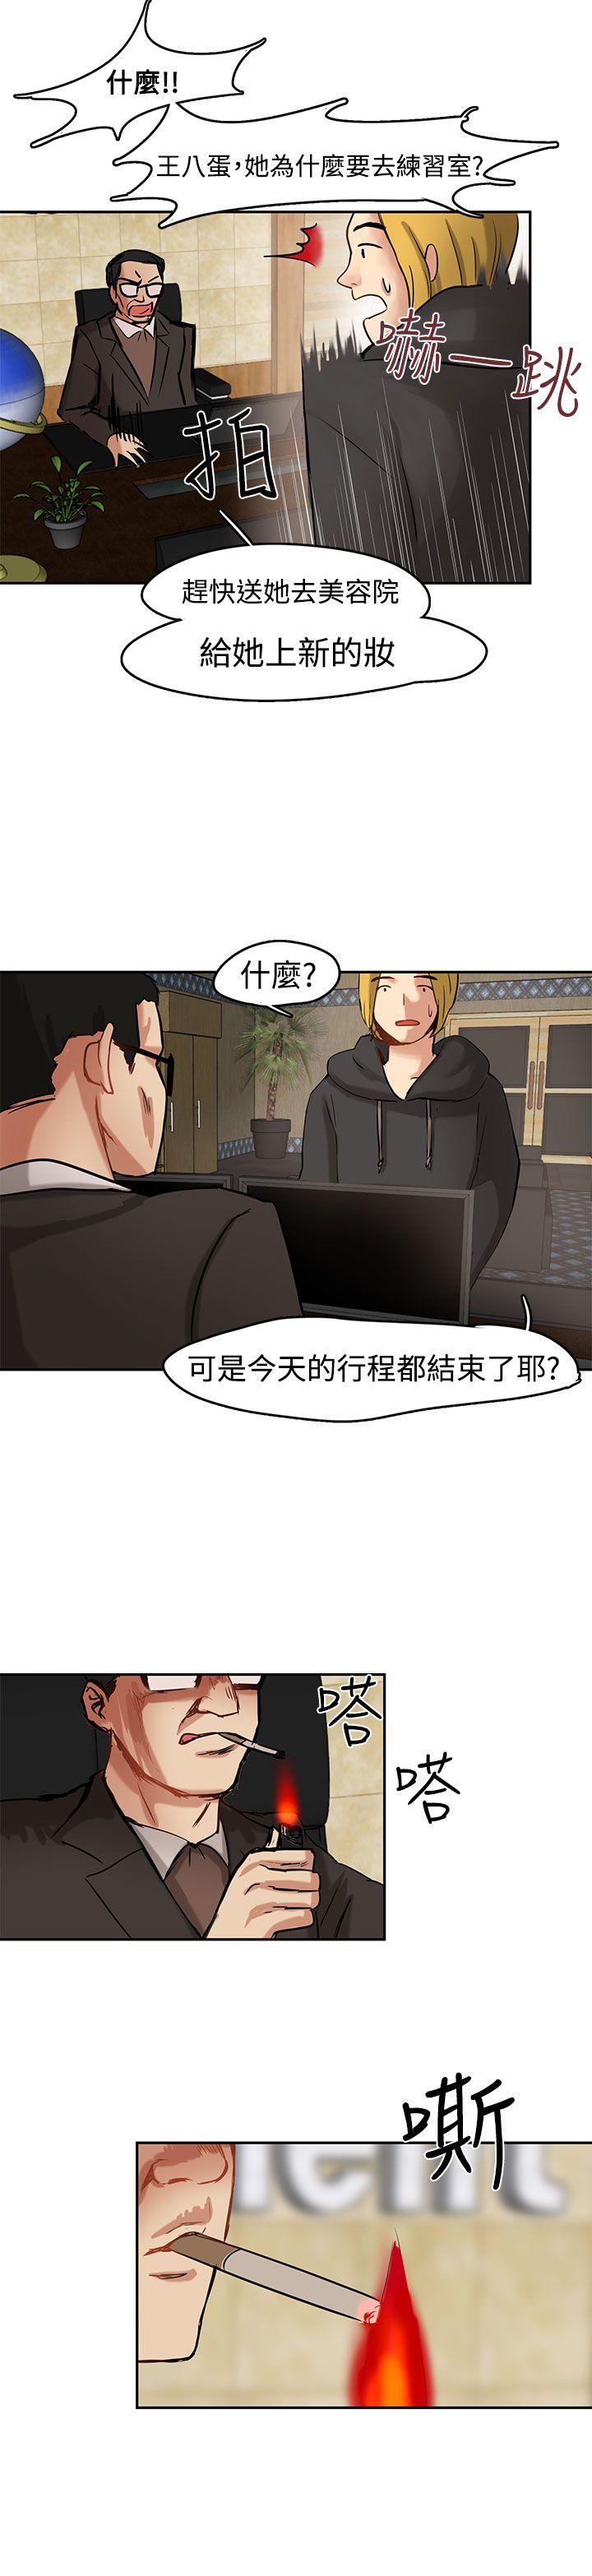 什麼!!
王八蛋，她為什麼要去練習室?
嚇一跳
拍
趕快送她去美容院
給她上新的妝
什麼?
可是今天的行程都結束了耶?
嗒
嗒
嘶
ent